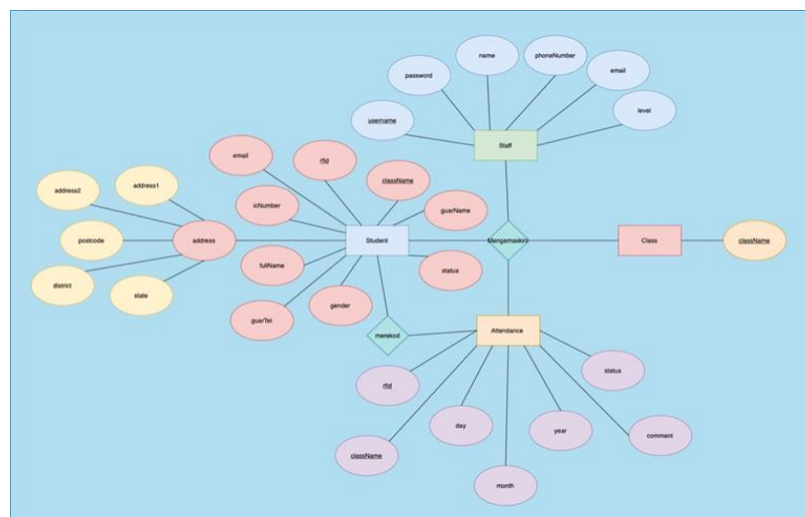 name
phoneNumber
password
email
username
level
Staff
email
rfid
className
address2
address1
icNumber
guarName
postcode
address
Student
Mengemaskini
Class
className
fullName
status
district
state
guarTel
gender
merekod
Attendance
rfid
status
day
year
comment
className
month